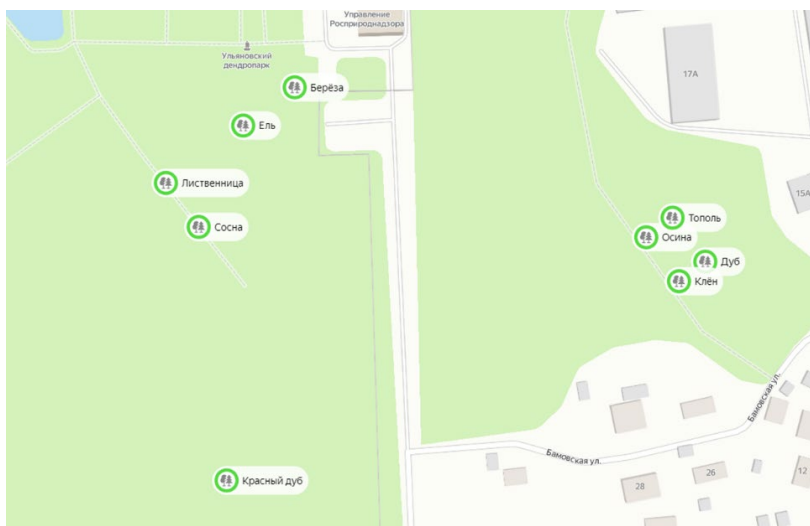 Управление
Росприроднадзора
Ульяновский
дендропарк
Берёза
17А
Ель
Лиственница
15А
Тополь
Сосна
Осина
Дуб
Клён
Бамовская ул.
Бамовская ул.
26
12
Красный дуб
28